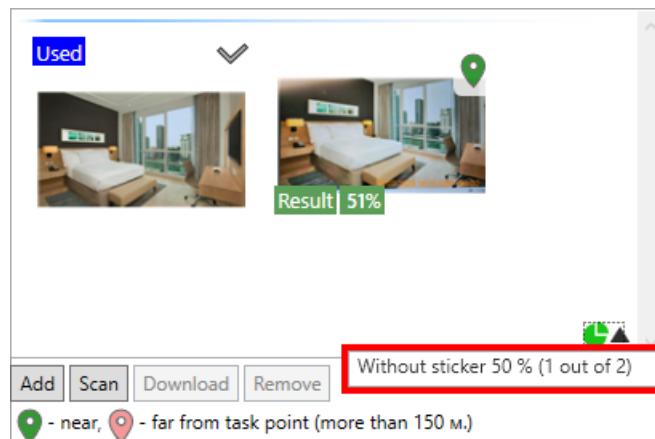 Used
Result 51%
Without sticker 50 % (1 out of 2)
Add Scan Download Remove
- near, - far from task point (more than 150 м.)